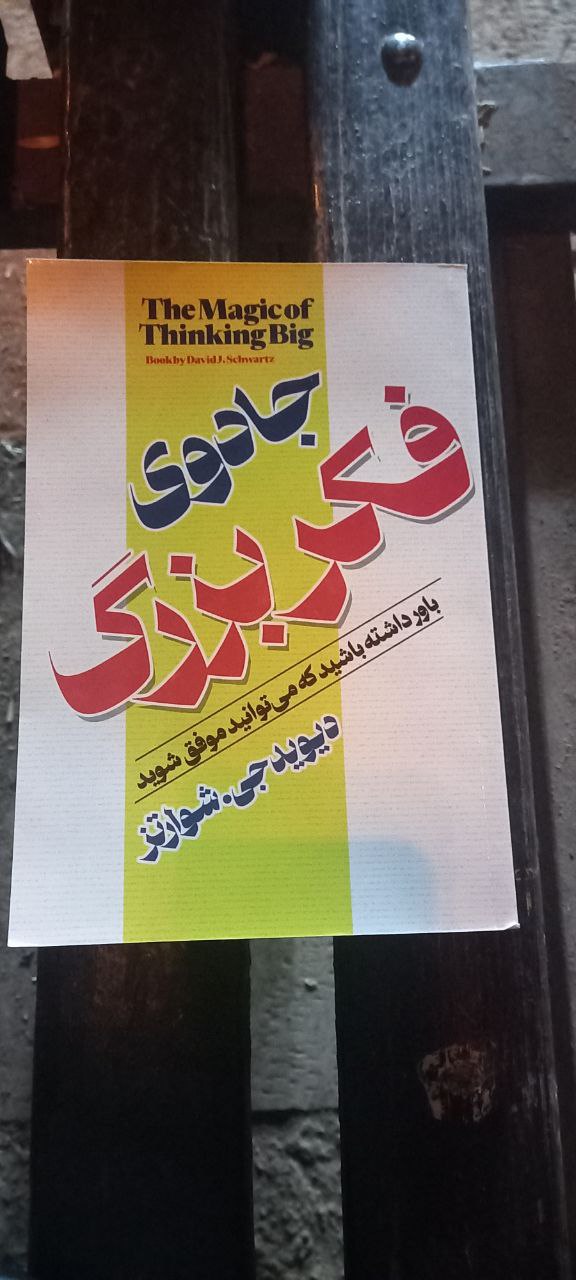 The Magic of
Thinking Big
Book by David J. Schwartz
جادوی
فکر بزرگ
باور داشته باشید که می‌توانید موفق شوید
دیوید جی. شوارتز